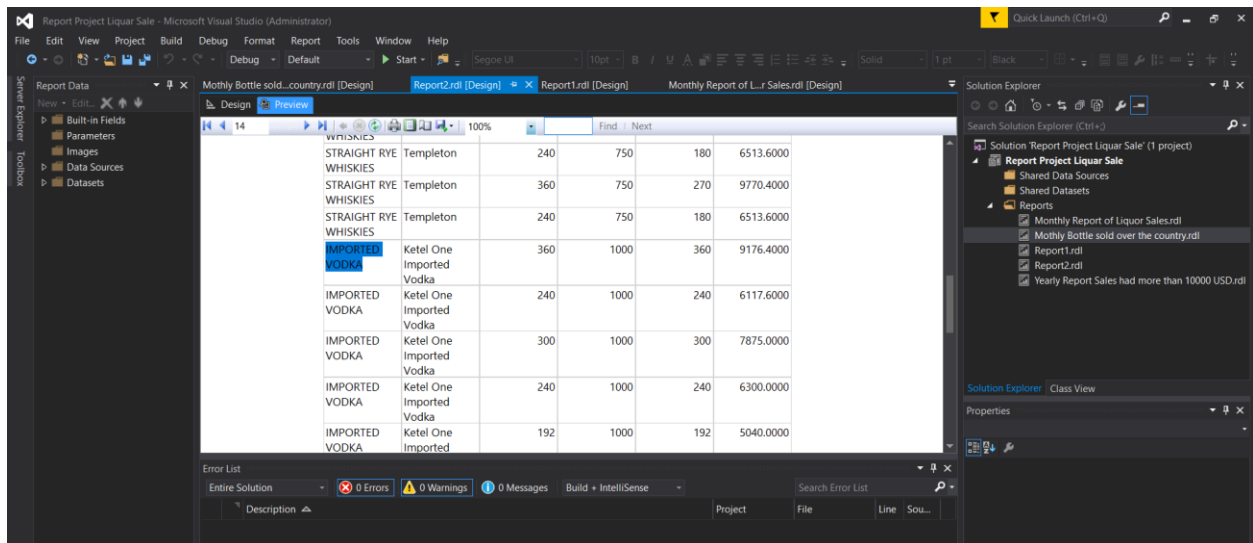 Report Project Liquar Sale - Microsoft Visual Studio (Administrator)
Quick Launch (Ctrl+Q)
File Edit View Project Build Debug Format Report Tools Window Help
Debug Default Start Segoe UI 10pt B I U Solid 1 pt Black
Server Explorer
Toolbox
Report Data
New Edit...
Built-in Fields
Parameters
Images
Data Sources
Datasets
Mothly Bottle sold...country.rdl [Design] Report2.rdl [Design] Report1.rdl [Design] Monthly Report of L...r Sales.rdl [Design]
Design Preview
14 100% Find | Next
WHISKIES
STRAIGHT RYE Templeton 240 750 180 6513.6000
WHISKIES
STRAIGHT RYE Templeton 360 750 270 9770.4000
WHISKIES
STRAIGHT RYE Templeton 240 750 180 6513.6000
WHISKIES
IMPORTED Ketel One 360 1000 360 9176.4000
VODKA Imported
Vodka
IMPORTED Ketel One 240 1000 240 6117.6000
VODKA Imported
Vodka
IMPORTED Ketel One 300 1000 300 7875.0000
VODKA Imported
Vodka
IMPORTED Ketel One 240 1000 240 6300.0000
VODKA Imported
Vodka
IMPORTED Ketel One 192 1000 192 5040.0000
VODKA Imported
Error List
Entire Solution 0 Errors 0 Warnings 0 Messages Build + IntelliSense Search Error List
Description Project File Line Sou...
Solution Explorer
Search Solution Explorer (Ctrl+;)
Solution 'Report Project Liquar Sale' (1 project)
Report Project Liquar Sale
Shared Data Sources
Shared Datasets
Reports
Monthly Report of Liquor Sales.rdl
Mothly Bottle sold over the country.rdl
Report1.rdl
Report2.rdl
Yearly Report Sales had more than 10000 USD.rdl
Solution Explorer Class View
Properties